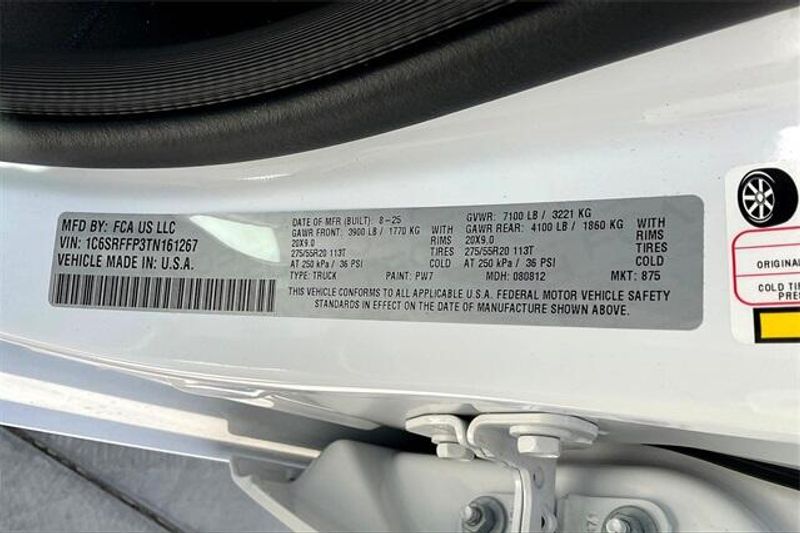 MFD BY: FCA US LLC
VIN: 1C6SRFFP3TN161267
VEHICLE MADE IN: U.S.A.
DATE OF MFR (BUILT): 8-25 GVWR: 7100 LB / 3221 KG
GAWR FRONT: 3900 LB / 1770 KG WITH GAWR REAR: 4100 LB / 1860 KG WITH
20X9.0 RIMS 20X9.0 RIMS
275/55R20 113T TIRES 275/55R20 113T TIRES
AT 250 kPa / 36 PSI COLD AT 250 kPa / 36 PSI COLD
TYPE: TRUCK PAINT: PW7 MDH: 080812 MKT: 875
THIS VEHICLE CONFORMS TO ALL APPLICABLE U.S.A. FEDERAL MOTOR VEHICLE SAFETY
STANDARDS IN EFFECT ON THE DATE OF MANUFACTURE SHOWN ABOVE.
ORIGINAL
COLD TI
PRE